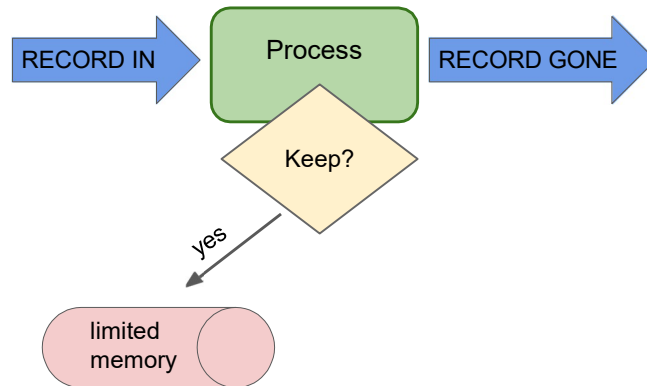 RECORD IN
Process
RECORD GONE
Keep?
yes
limited
memory